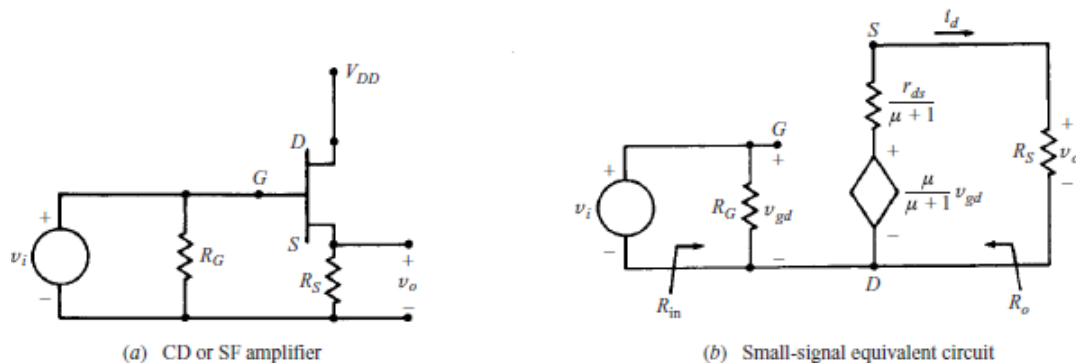 V_DD
D
G
S
+
v_i
−
R_G
R_S
+
v_o
−
(a) CD or SF amplifier
i_d
S
r_ds
μ + 1
G
+
+
v_i
−
R_G
v_gd
−
+
μ
μ + 1
v_gd
−
R_S
+
v_o
−
D
R_in
R_o
(b) Small-signal equivalent circuit